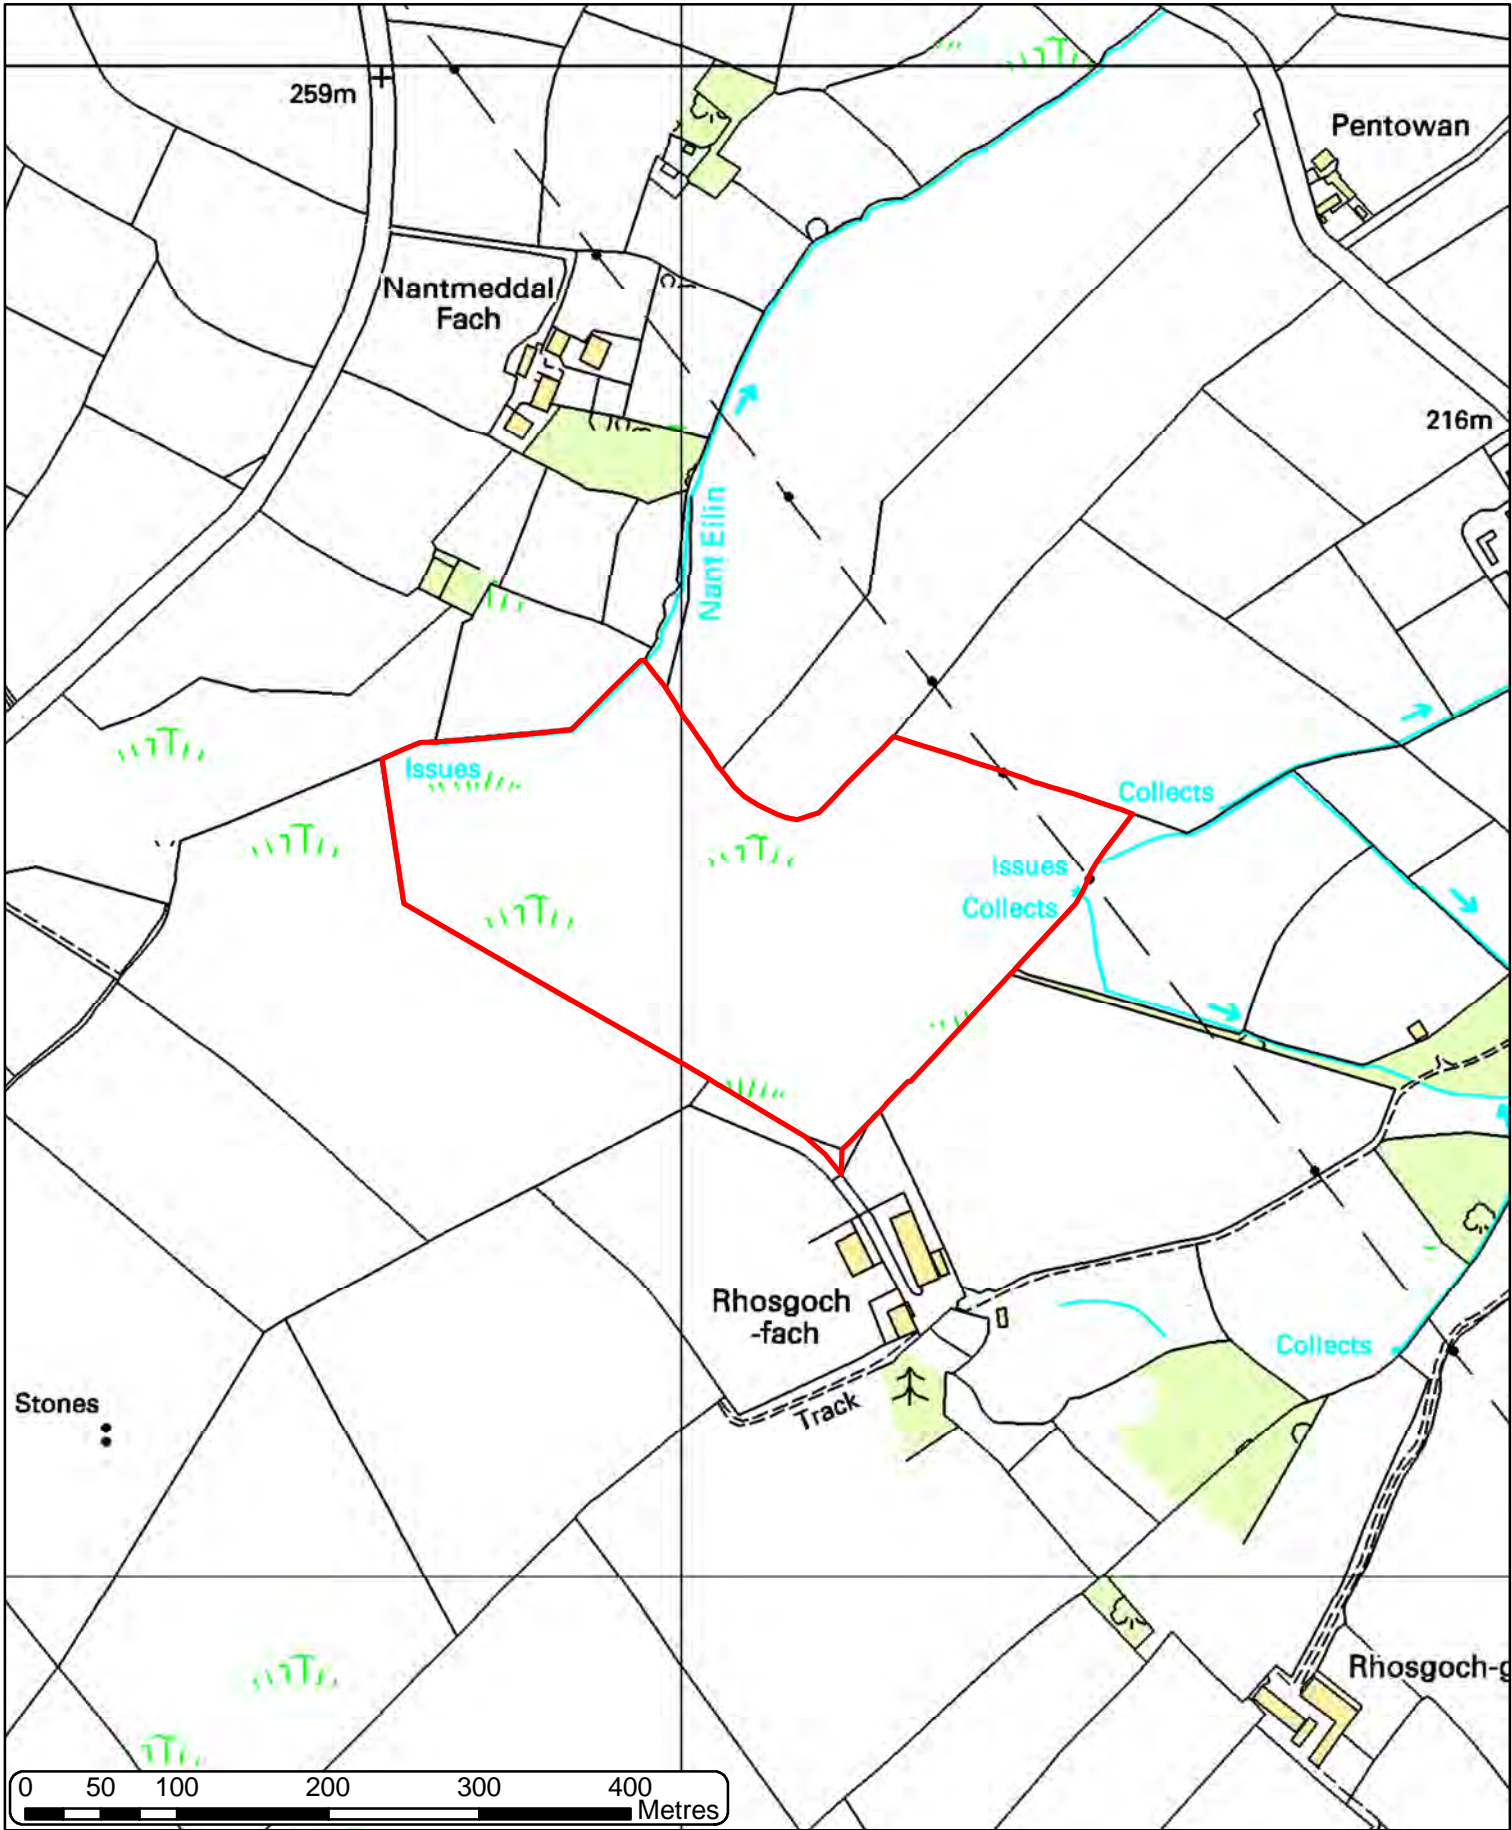 259m
Pentowan
Nantmeddal
Fach
216m
Nant Eilin
Issues
Collects
Issues
Collects
Rhosgoch
-fach
Collects
Stones
Track
Rhosgoch-g
0 50 100 200 300 400
Metres